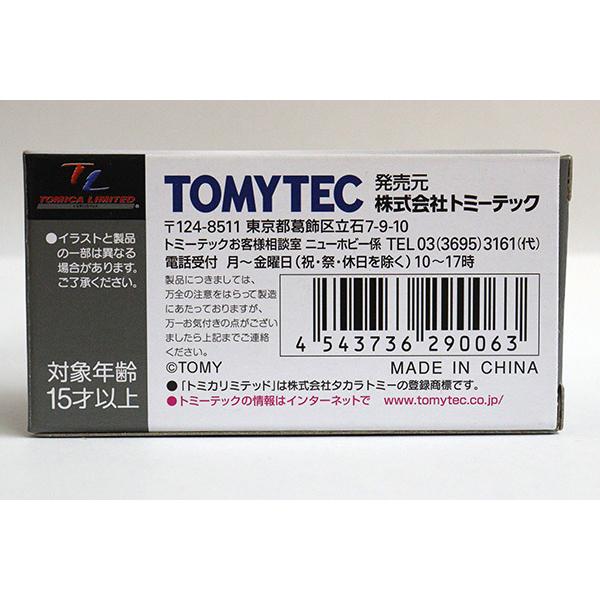 TL
TOMICA LIMITED
●イラストと製品
の一部は異なる
場合があります。
ご了承ください。
対象年齢
15才以上
TOMYTEC
発売元
株式会社トミーテック
〒124-8511 東京都葛飾区立石7-9-10
トミーテックお客様相談室 ニューホビー係 TEL 03(3695)3161(代)
電話受付 月〜金曜日(祝・祭・休日を除く)10〜17時
製品につきましては、
万全の注意をはらって製造
にあたっておりますが、
万一お気付きの点がござい
ましたら上記までご連絡
ください。
©TOMY
4 543736 290063
MADE IN CHINA
●「トミカリミテッド」は株式会社タカラトミーの登録商標です。
●トミーテックの情報はインターネットで www.tomytec.co.jp/